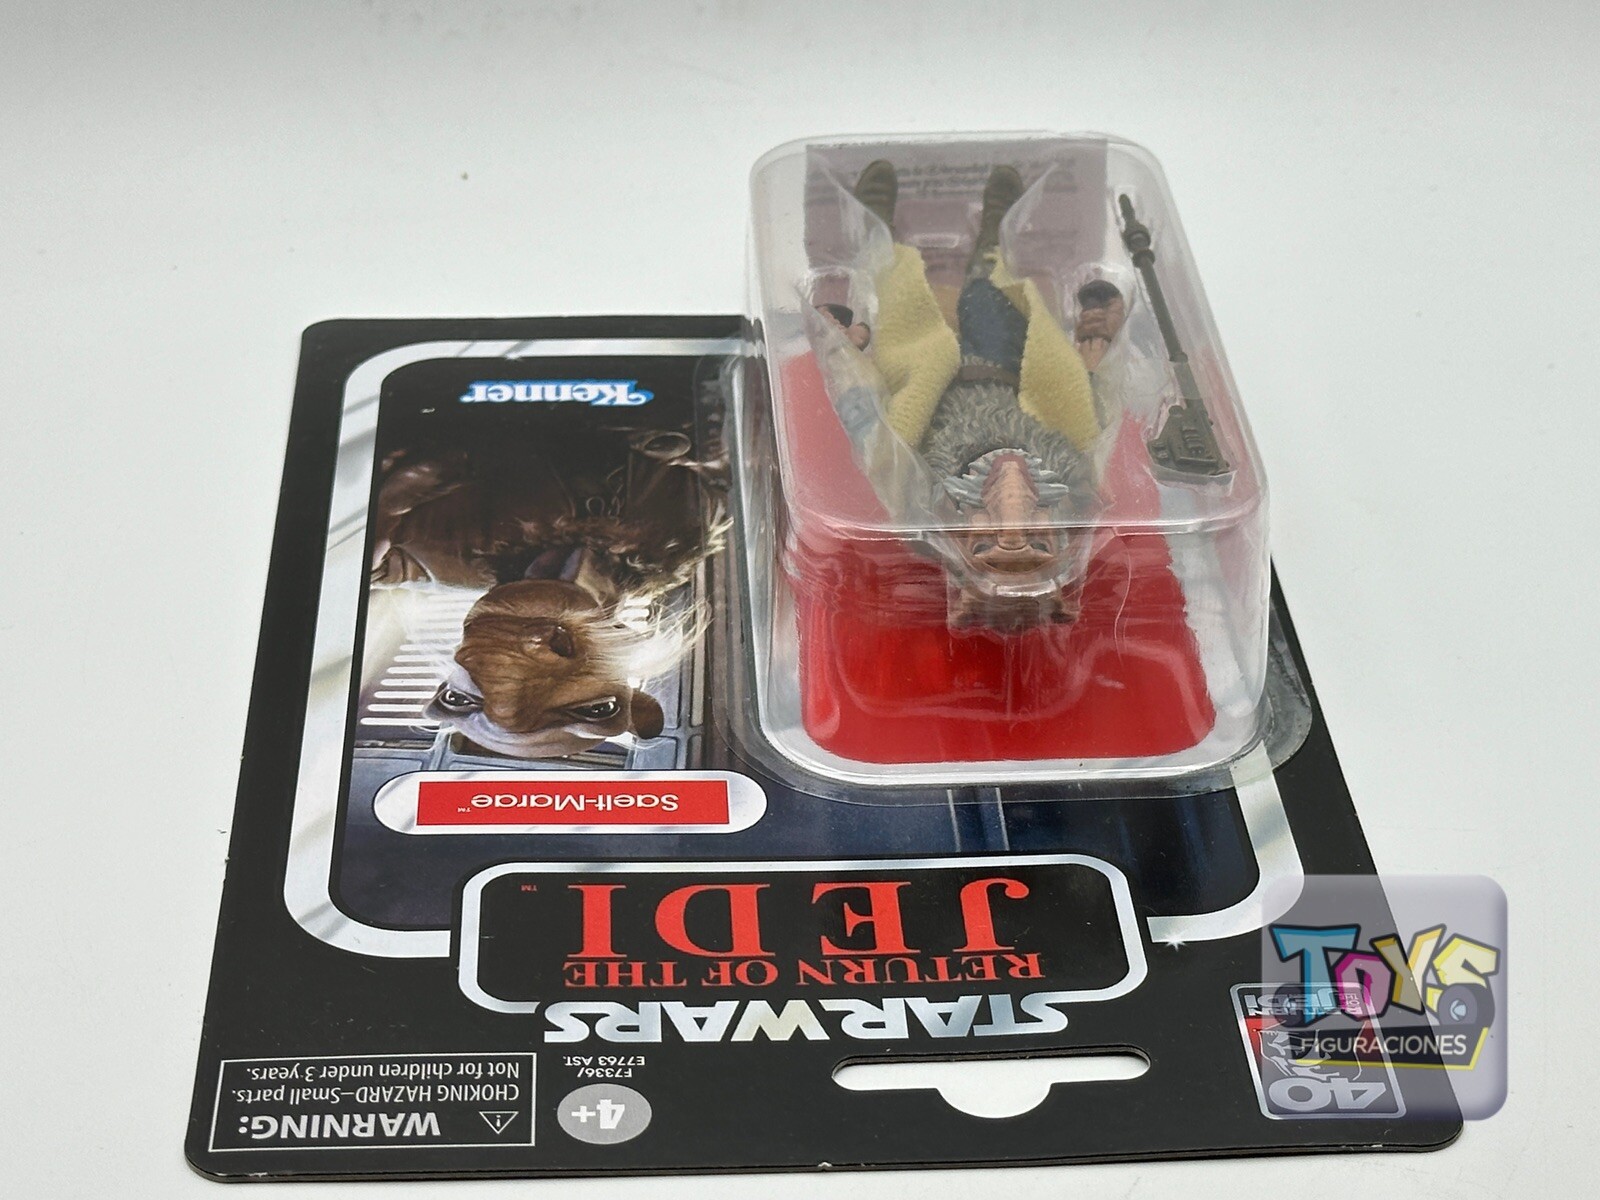 Kenner
Saelt-Marae™
STAR WARS
RETURN OF THE
JEDI™
F7336/
E7763 AST.
4+
⚠ WARNING:
CHOKING HAZARD–Small parts.
Not for children under 3 years.
40
JEDI
TOYS
FIGURACIONES